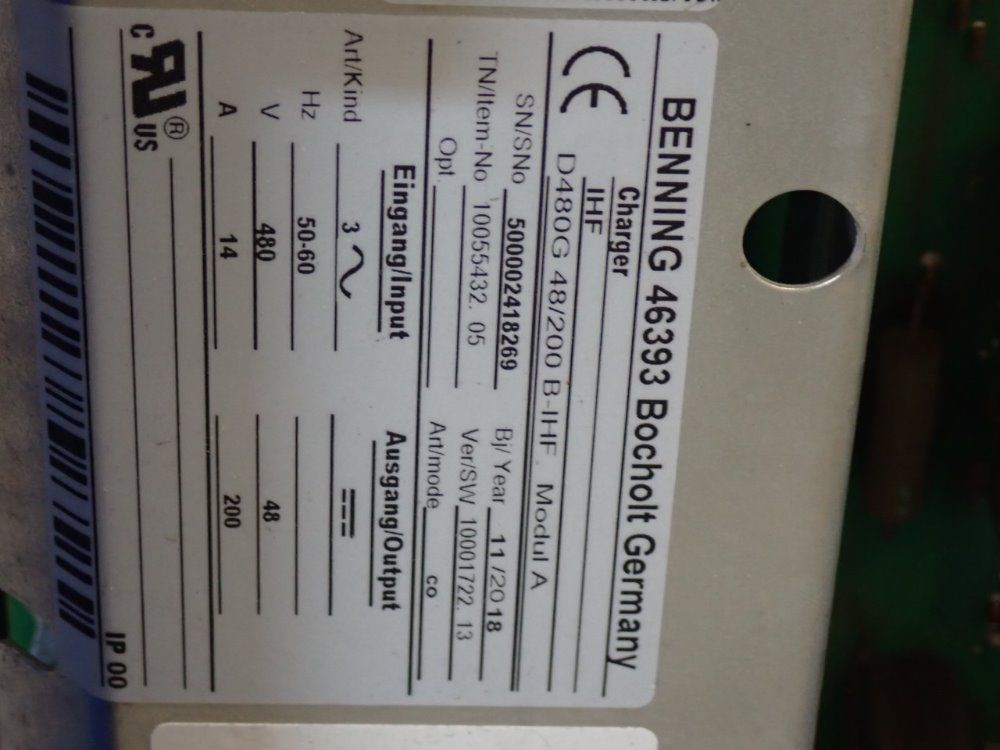 BENNING 46393 Bocholt Germany
CE
Charger
IHF
D480G 48/200 B-IHF Modul A
SN/SNo 500002418269 Bj/Year 11/2018
TN/Item-No 10055432. 05 Ver/SW 10001722. 13
Opt Art/mode co
Eingang/Input Ausgang/Output
Art/Kind 3
Hz 50-60
V 480 48
A 14 200
C RU US ®
IP 00